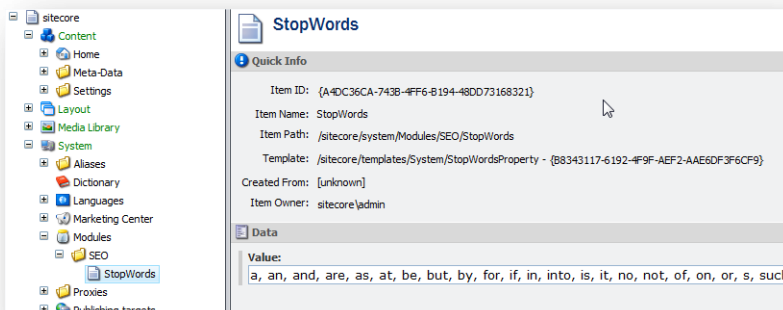 sitecore
Content
Home
Meta-Data
Settings
Layout
Media Library
System
Aliases
Dictionary
Languages
Marketing Center
Modules
SEO
StopWords
Proxies
Publishing targets
StopWords
Quick Info
Item ID: {A4DC36CA-743B-4FF6-B194-48DD73168321}
Item Name: StopWords
Item Path: /sitecore/system/Modules/SEO/StopWords
Template: /sitecore/templates/System/StopWordsProperty - {B8343117-6192-4F9F-AEF2-AAE6DF3F6CF9}
Created From: [unknown]
Item Owner: sitecore\admin
Data
Value:
a, an, and, are, as, at, be, but, by, for, if, in, into, is, it, no, not, of, on, or, s, such